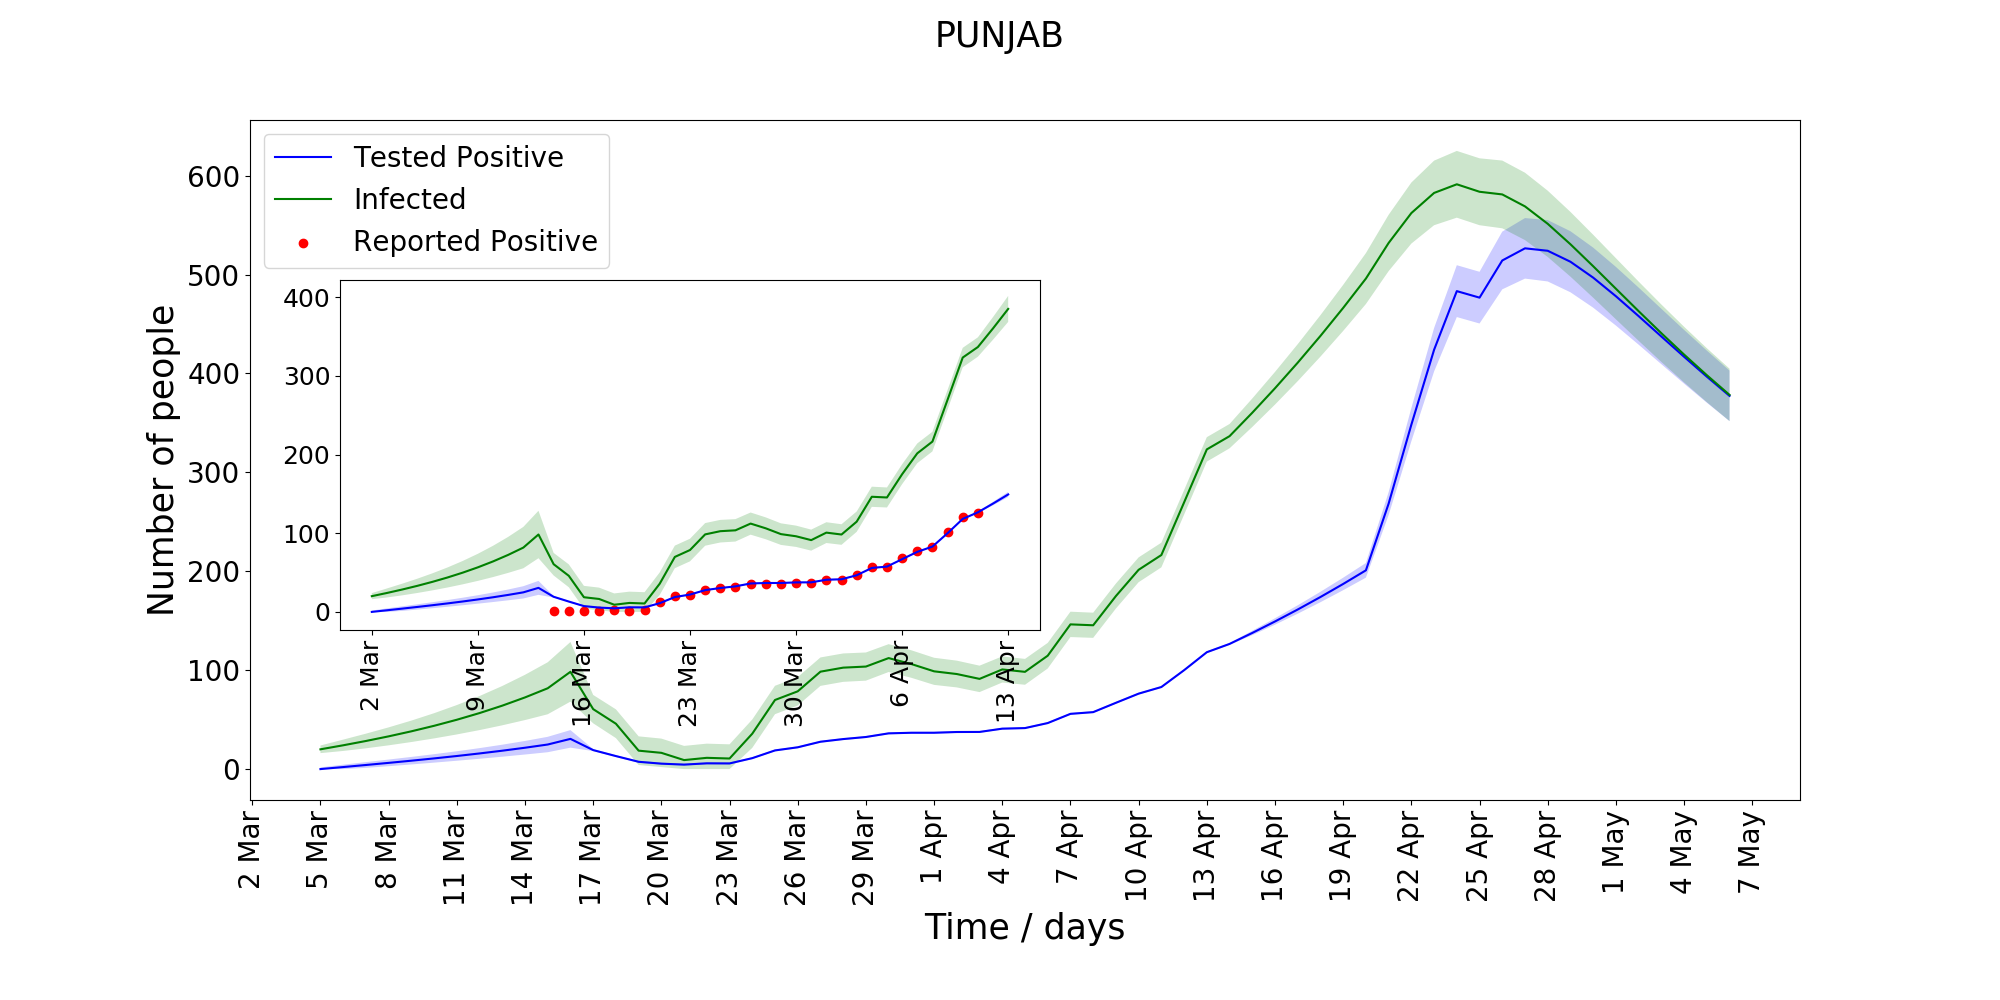 PUNJAB
Tested Positive
Infected
Reported Positive
Number of people
600
500
400
300
200
100
0
400
300
200
100
0
2 Mar
9 Mar
16 Mar
23 Mar
30 Mar
6 Apr
13 Apr
2 Mar
5 Mar
8 Mar
11 Mar
14 Mar
17 Mar
20 Mar
23 Mar
26 Mar
29 Mar
1 Apr
4 Apr
7 Apr
10 Apr
13 Apr
16 Apr
19 Apr
22 Apr
25 Apr
28 Apr
1 May
4 May
7 May
Time / days